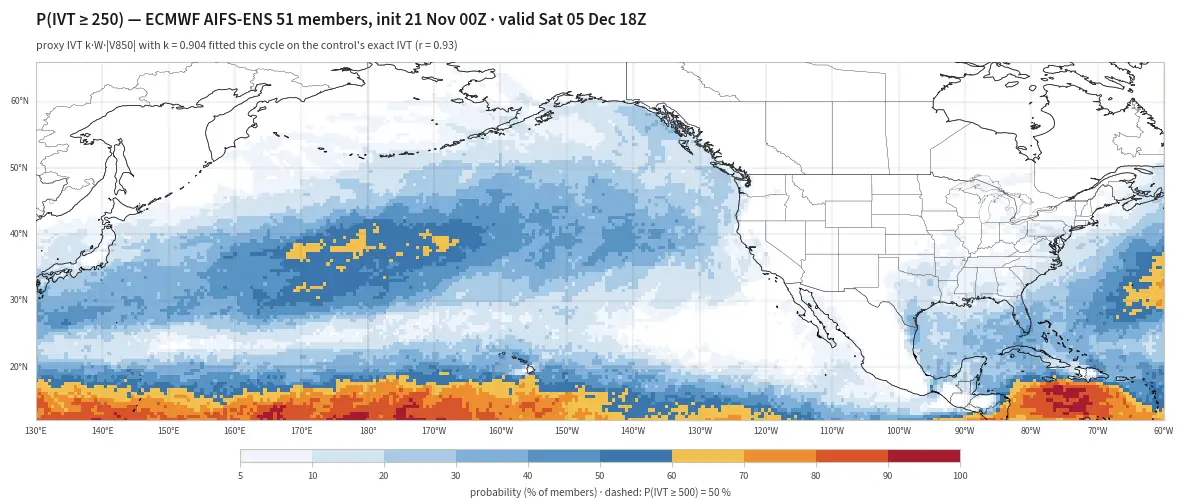 P(IVT ≥ 250) — ECMWF AIFS-ENS 51 members, init 21 Nov 00Z · valid Sat 05 Dec 18Z
proxy IVT k·W·|V850| with k = 0.904 fitted this cycle on the control's exact IVT (r = 0.93)
60°N
50°N
40°N
30°N
20°N
130°E 140°E 150°E 160°E 170°E 180° 170°W 160°W 150°W 140°W 130°W 120°W 110°W 100°W 90°W 80°W 70°W 60°W
5 10 20 30 40 50 60 70 80 90 100
probability (% of members) · dashed: P(IVT ≥ 500) = 50 %